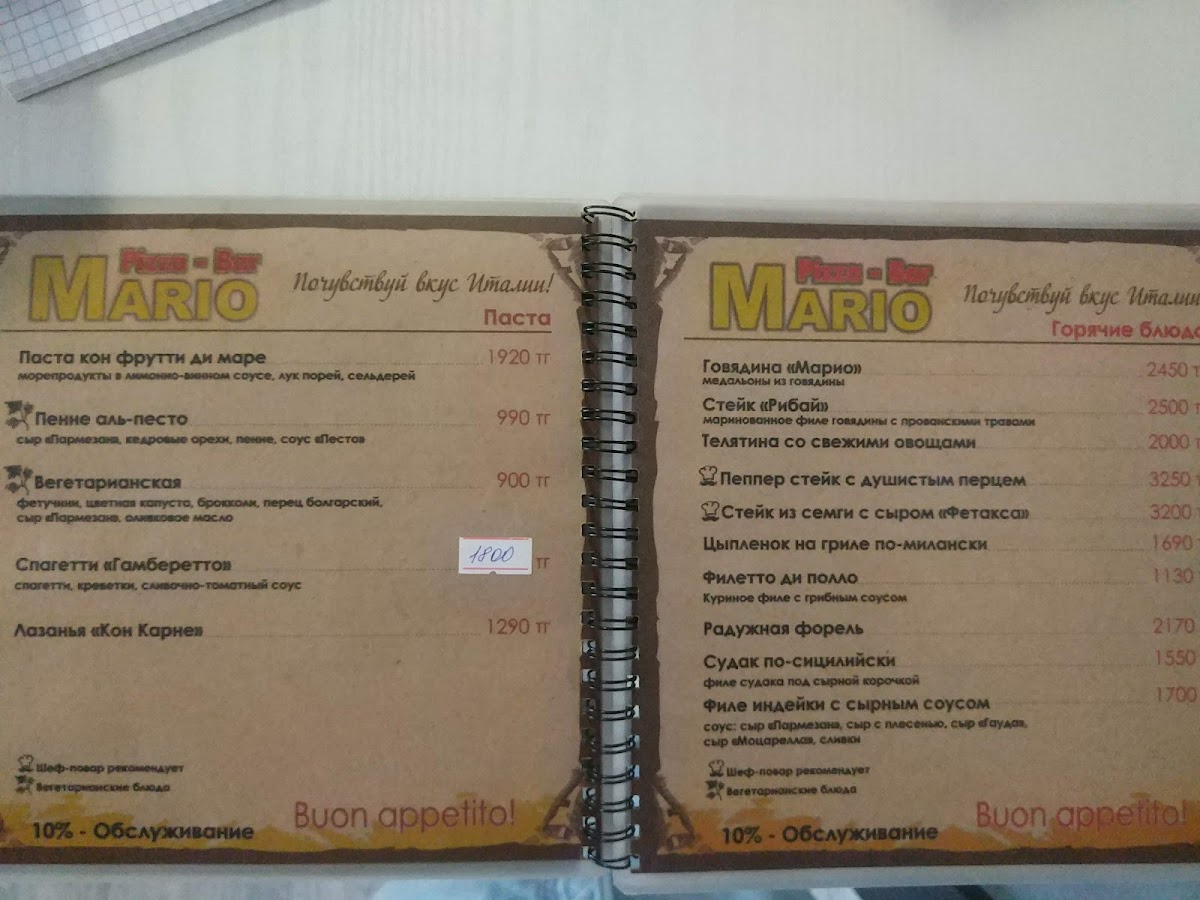 Pizza - Bar
MARIO
Почувствуй вкус Италии!
Паста
Паста кон фрутти ди маре 1920 тг
морепродукты в лимонно-винном соусе, лук порей, сельдерей
Пенне аль-песто 990 тг
сыр «Пармезан», кедровые орехи, пенне, соус «Песто»
Вегетарианская 900 тг
фетучини, цветная капуста, брокколи, перец болгарский,
сыр «Пармезан», оливковое масло
Спагетти «Гамберетто» 1800 тг
спагетти, креветки, сливочно-томатный соус
Лазанья «Кон Карне» 1290 тг
Шеф-повар рекомендует
Вегетарианские блюда
Buon appetito!
10% - Обслуживание
Pizza - Bar
MARIO
Почувствуй вкус Италии
Горячие блюда
Говядина «Марио» 2450 т
медальоны из говядины
Стейк «Рибай» 2500 т
маринованное филе говядины с прованскими травами
Телятина со свежими овощами 2000 т
Пеппер стейк с душистым перцем 3250 т
Стейк из семги с сыром «Фетакса» 3200 т
Цыпленок на гриле по-милански 1690 т
Филетто ди полло 1130 т
Куриное филе с грибным соусом
Радужная форель 2170
Судак по-сицилийски 1550
филе судака под сырной корочкой
Филе индейки с сырным соусом 1700
соус: сыр «Пармезан», сыр с плесенью, сыр «Гауда»,
сыр «Моцарелла», сливки
Шеф-повар рекомендует
Вегетарианские блюда
Buon appetito!
10% - Обслуживание